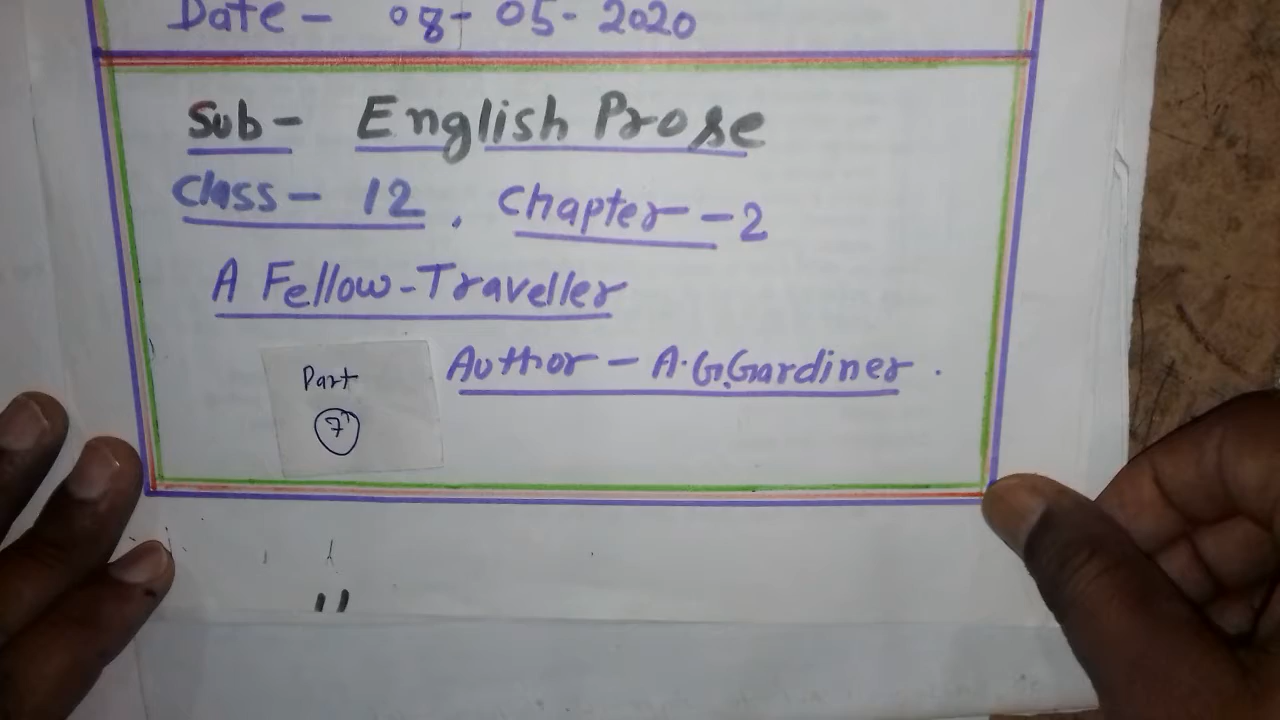 Date - 08- 05- 2020
Sub- English Prose
Class- 12 , Chapter -2
A Fellow-Traveller
Author - A.G.Gardiner .
Part
7